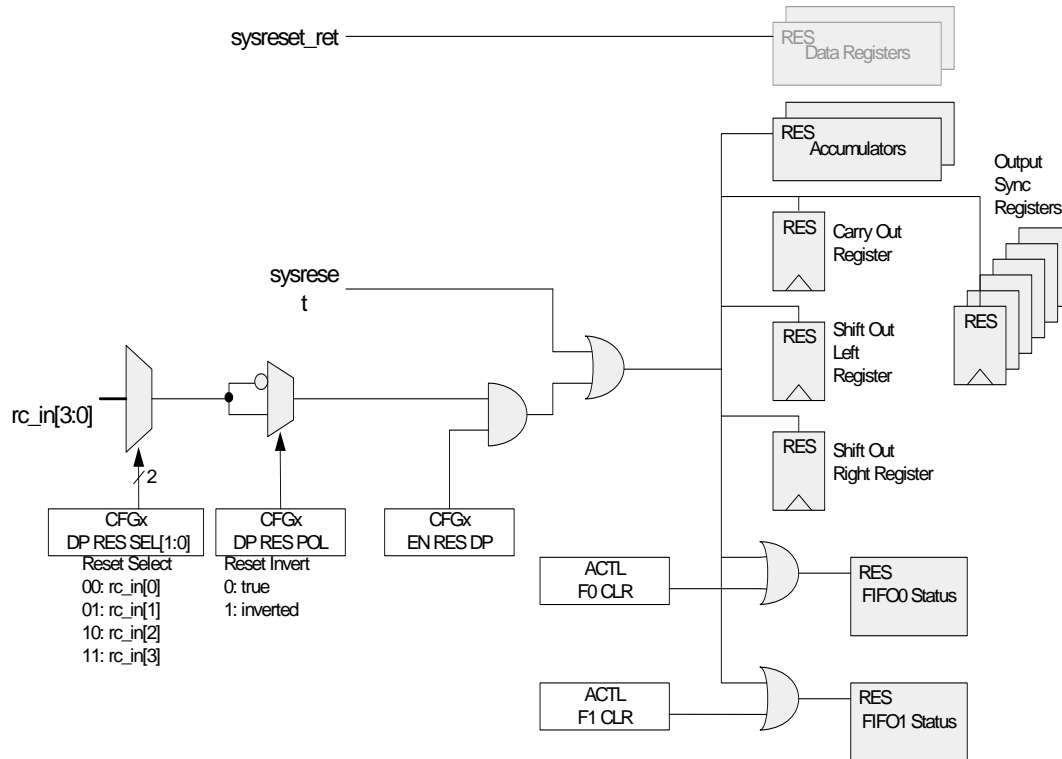 sysreset_ret
RES
Data Registers
RES
Accumulators
Output
Sync
Registers
RES
Carry Out
Register
sysrese
t
RES
RES
Shift Out
Left
Register
rc_in[3:0]
RES
Shift Out
Right Register
2
CFGx
DP RES SEL[1:0]
CFGx
DP RES POL
CFGx
EN RES DP
Reset Select
00: rc_in[0]
01: rc_in[1]
10: rc_in[2]
11: rc_in[3]
Reset Invert
0: true
1: inverted
ACTL
F0 CLR
RES
FIFO0 Status
ACTL
F1 CLR
RES
FIFO1 Status